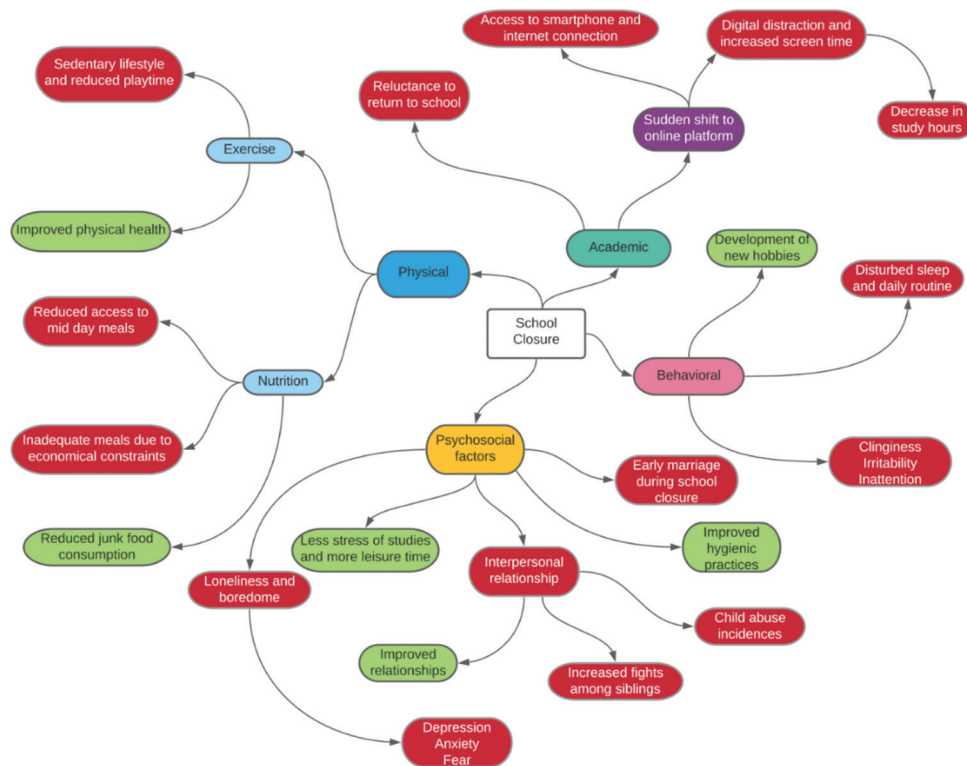 Access to smartphone and
internet connection
Digital distraction and
increased screen time
Sedentary lifestyle
and reduced playtime
Reluctance to
return to school
Sudden shift to
online platform
Decrease in
study hours
Exercise
Improved physical health
Academic
Development of
new hobbies
Physical
Disturbed sleep
and daily routine
Reduced access to
mid day meals
School
Closure
Nutrition
Behavioral
Inadequate meals due to
economical constraints
Psychosocial
factors
Early marriage
during school
closure
Clinginess
Irritability
Inattention
Reduced junk food
consumption
Less stress of studies
and more leisure time
Improved
hygienic
practices
Loneliness and
boredome
Interpersonal
relationship
Child abuse
incidences
Improved
relationships
Increased fights
among siblings
Depression
Anxiety
Fear